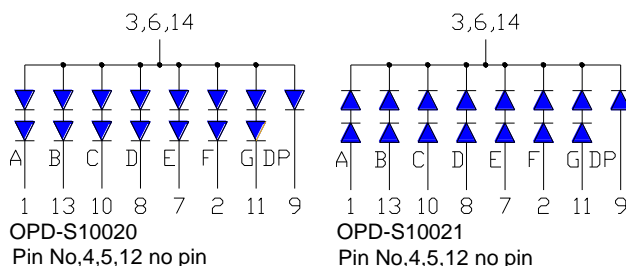 3,6,14 3,6,14
A B C D E F G DP A B C D E F G DP
1 13 10 8 7 2 11 9 1 13 10 8 7 2 11 9
OPD-S10020 OPD-S10021
Pin No,4,5,12 no pin Pin No,4,5,12 no pin